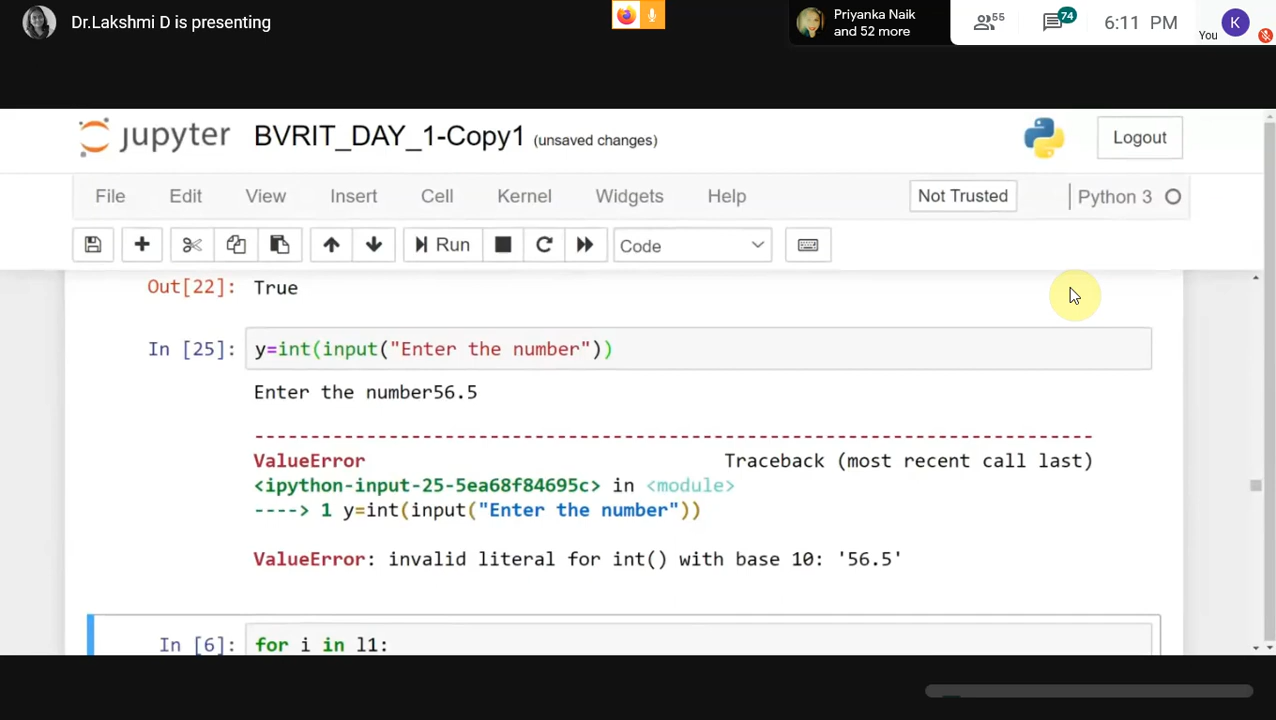 Dr.Lakshmi D is presenting
Priyanka Naik
and 52 more
55
74
6:11 PM
You
K
jupyter BVRIT_DAY_1-Copy1 (unsaved changes)
Logout
File Edit View Insert Cell Kernel Widgets Help
Not Trusted
Python 3
Run
Code
Out[22]: True
In [25]: y=int(input("Enter the number"))
Enter the number56.5
---------------------------------------------------------------------------
ValueError Traceback (most recent call last)
<ipython-input-25-5ea68f84695c> in <module>
----> 1 y=int(input("Enter the number"))
ValueError: invalid literal for int() with base 10: '56.5'
In [6]: for i in l1: